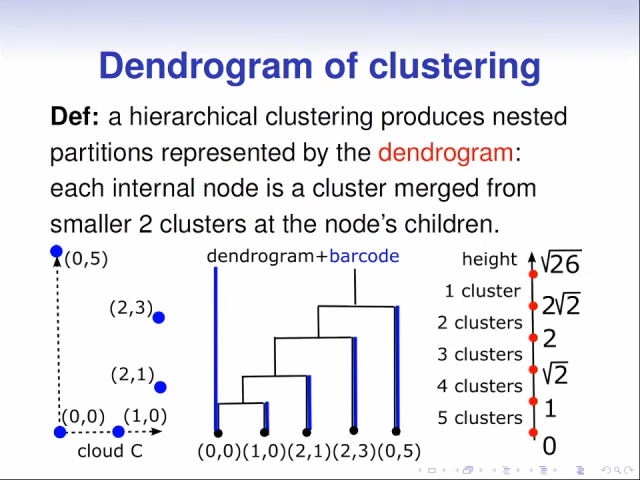 Dendrogram of clustering
Def: a hierarchical clustering produces nested
partitions represented by the dendrogram:
each internal node is a cluster merged from
smaller 2 clusters at the node's children.
(0,5)
(2,3)
(2,1)
(0,0) (1,0)
cloud C
dendrogram+barcode
(0,0)(1,0)(2,1)(2,3)(0,5)
height
1 cluster
2 clusters
3 clusters
4 clusters
5 clusters
√26
2√2
2
√2
1
0